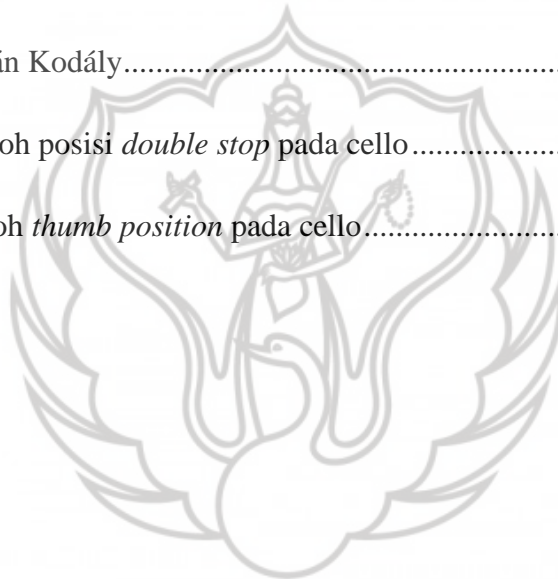 án Kodály......................................................
oh posisi double stop pada cello..................
oh thumb position pada cello........................